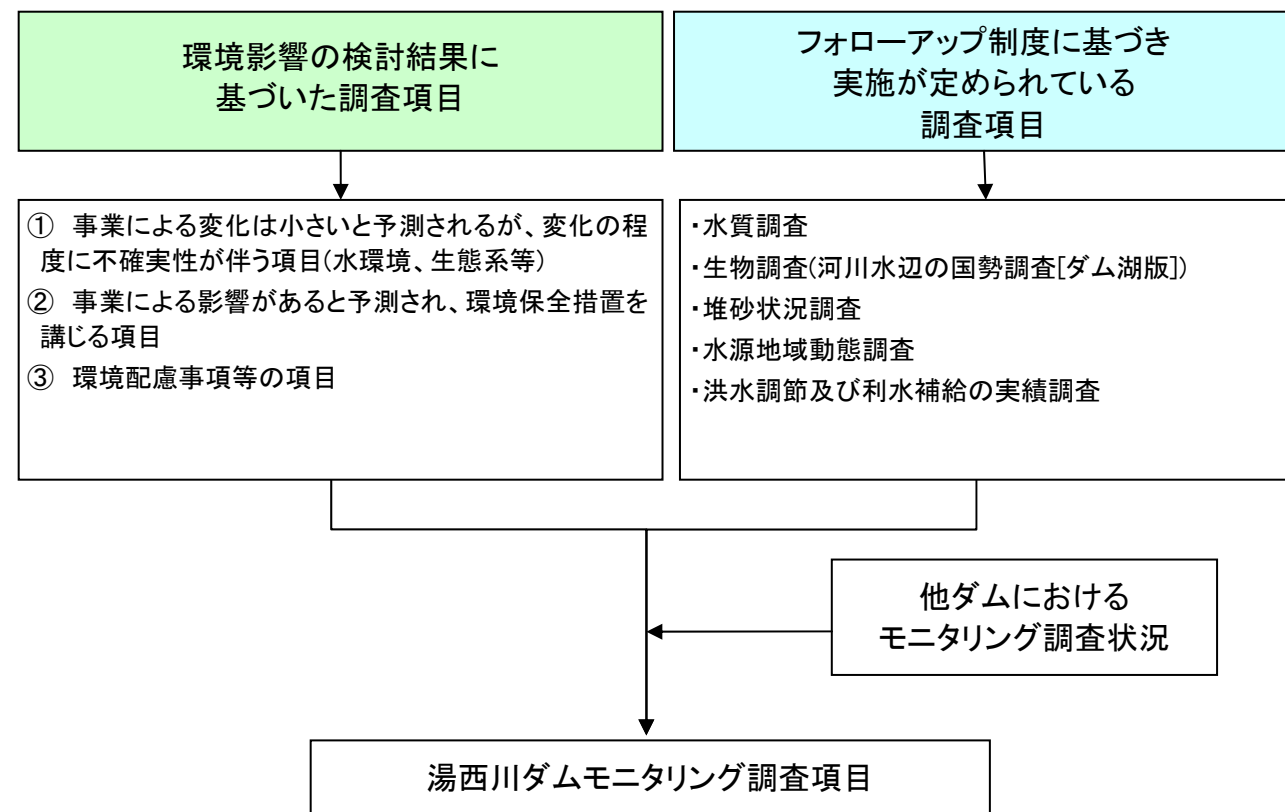 環境影響の検討結果に
基づいた調査項目
フォローアップ制度に基づき
実施が定められている
調査項目
① 事業による変化は小さいと予測されるが、変化の程
度に不確実性が伴う項目(水環境、生態系等)
② 事業による影響があると予測され、環境保全措置を
講じる項目
③ 環境配慮事項等の項目
・水質調査
・生物調査(河川水辺の国勢調査[ダム湖版])
・堆砂状況調査
・水源地域動態調査
・洪水調節及び利水補給の実績調査
他ダムにおける
モニタリング調査状況
湯西川ダムモニタリング調査項目